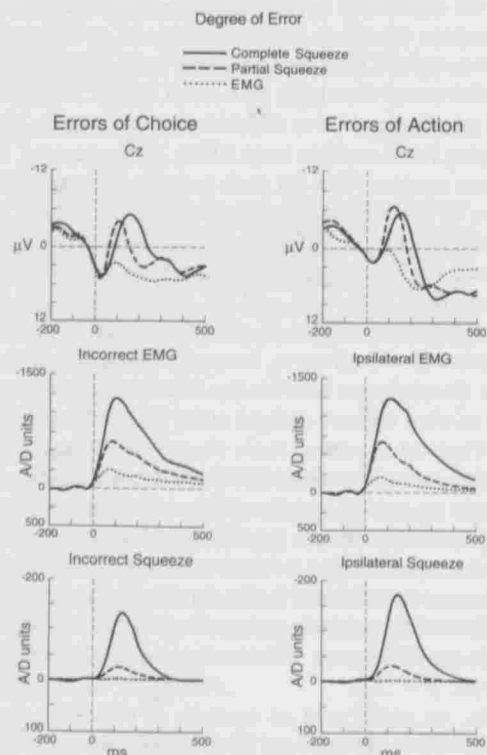 Degree of Error
Complete Squeeze
Partial Squeeze
EMG
Errors of Choice
Cz
-12
μV
0
12
-200
0
500
Errors of Action
Cz
-12
μV
0
12
-200
0
500
Incorrect EMG
-1500
A/D units
0
500
-200
0
500
Ipsilateral EMG
-1500
A/D units
0
500
-200
0
500
Incorrect Squeeze
-200
A/D units
0
100
-200
0
500
ms
Ipsilateral Squeeze
-200
A/D units
0
100
-200
0
500
ms